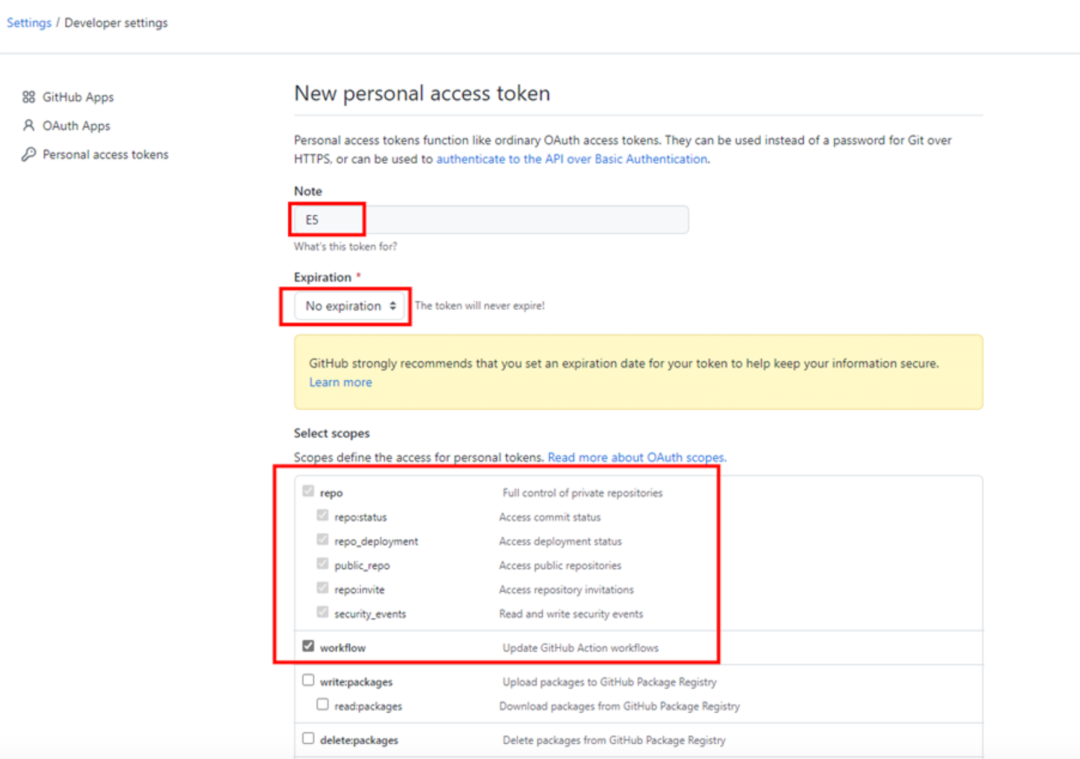 Settings / Developer settings
GitHub Apps
OAuth Apps
Personal access tokens
New personal access token
Personal access tokens function like ordinary OAuth access tokens. They can be used instead of a password for Git over
HTTPS, or can be used to authenticate to the API over Basic Authentication.
Note
E5
What's this token for?
Expiration *
No expiration The token will never expire!
GitHub strongly recommends that you set an expiration date for your token to help keep your information secure.
Learn more
Select scopes
Scopes define the access for personal tokens. Read more about OAuth scopes.
repo Full control of private repositories
repo:status Access commit status
repo_deployment Access deployment status
public_repo Access public repositories
repo:invite Access repository invitations
security_events Read and write security events
workflow Update GitHub Action workflows
write:packages Upload packages to GitHub Package Registry
read:packages Download packages from GitHub Package Registry
delete:packages Delete packages from GitHub Package Registry